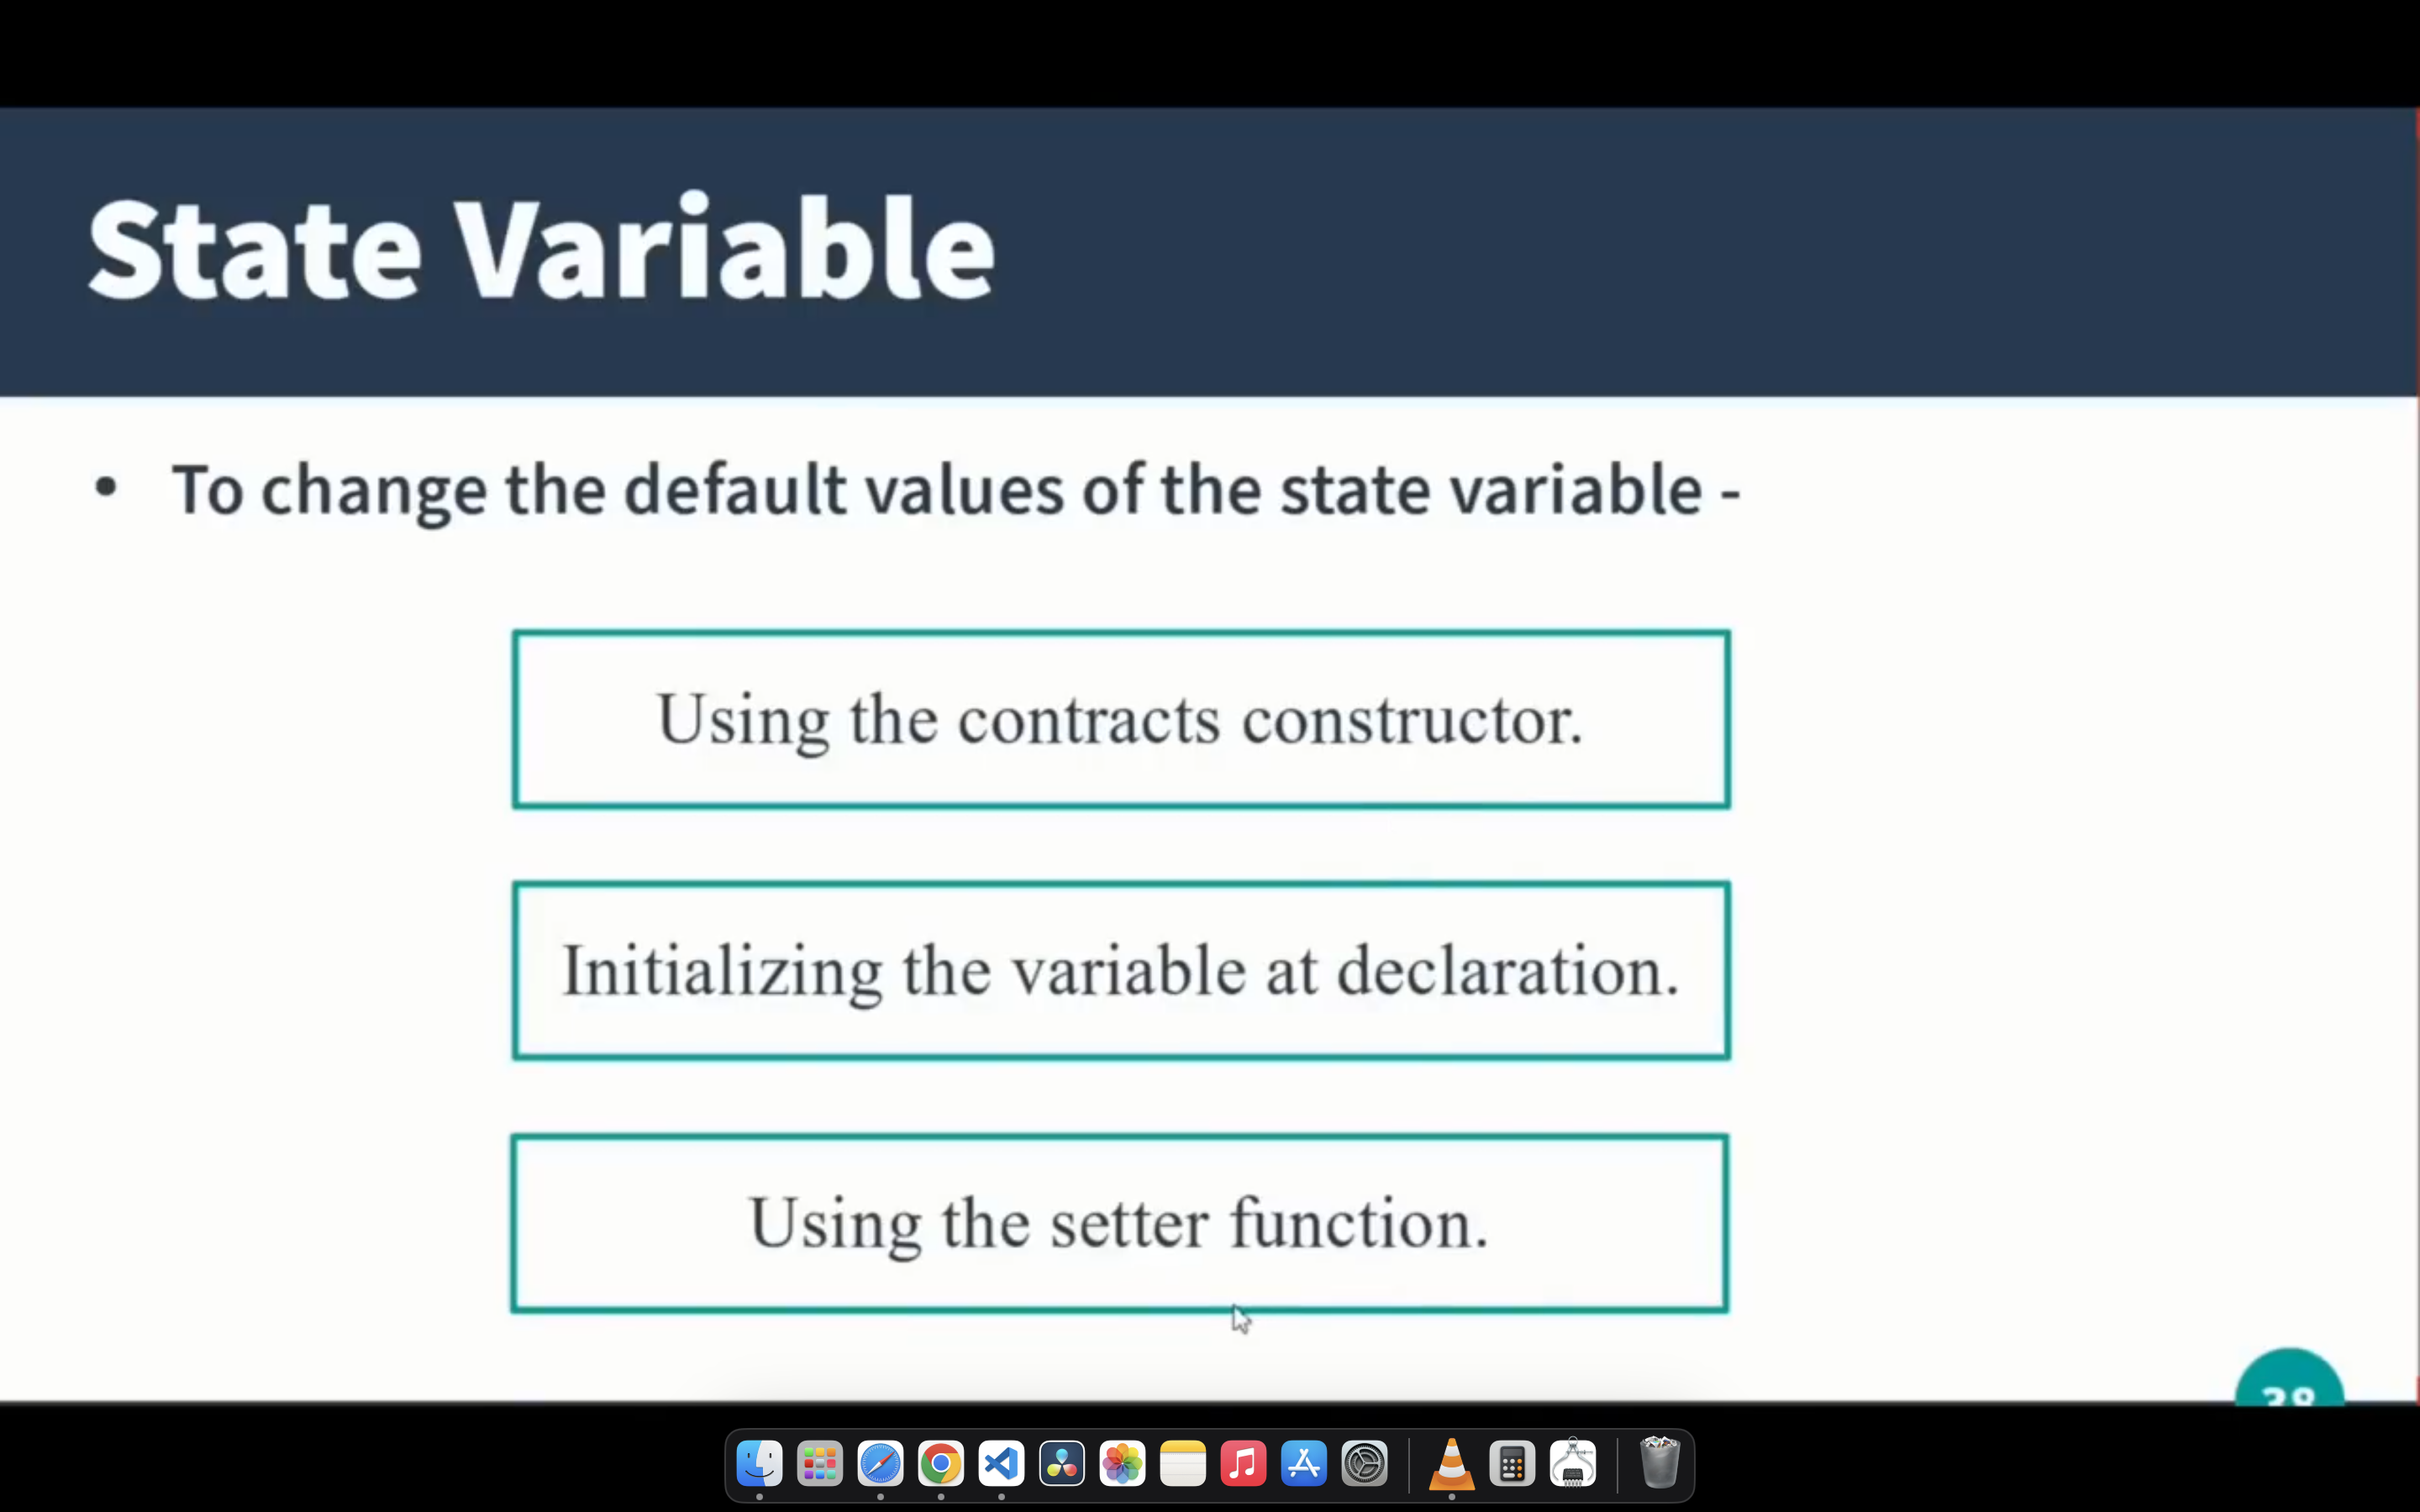 State Variable
• To change the default values of the state variable -
Using the contracts constructor.
Initializing the variable at declaration.
Using the setter function.